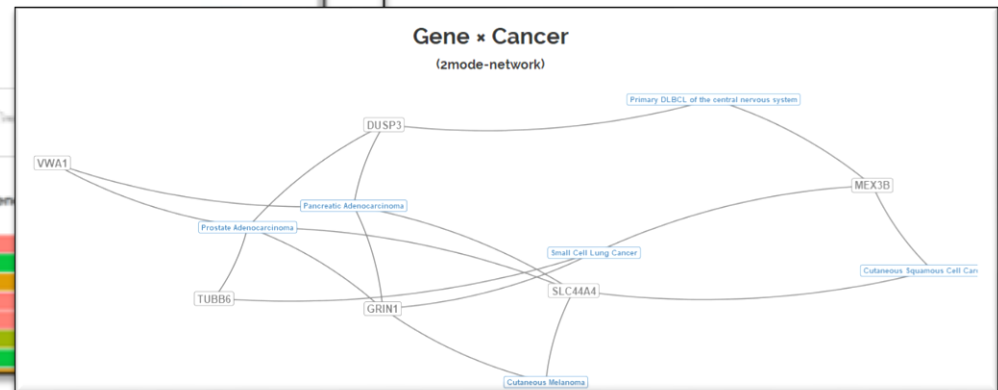 Gene × Cancer
(2mode-network)
Primary DLBCL of the central nervous system
DUSP3
VWA1
MEX3B
Pancreatic Adenocarcinoma
Prostate Adenocarcinoma
Small Cell Lung Cancer
Cutaneous Squamous Cell Carc
SLC44A4
TUBB6
GRIN1
Cutaneous Melanoma